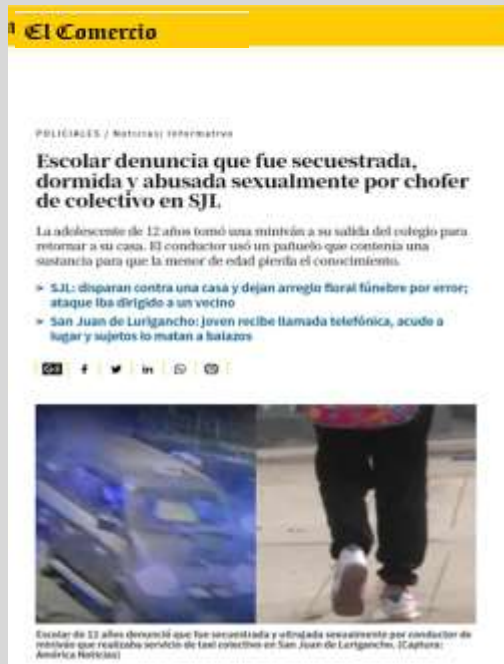 El Comercio
POLICIALES / Noticias/ Informativo
Escolar denuncia que fue secuestrada,
dormida y abusada sexualmente por chofer
de colectivo en SJL
La adolescente de 12 años tomó una miniván a su salida del colegio para
retornar a su casa. El conductor usó un pañuelo que contenía una
sustancia para que la menor de edad pierda el conocimiento.
SJL: disparan contra una casa y dejan arreglo floral fúnebre por error;
ataque iba dirigido a un vecino
San Juan de Lurigancho: joven recibe llamada telefónica, acude a
lugar y sujetos lo matan a balazos
Escolar de 12 años denunció que fue secuestrada y ultrajada sexualmente por conductor de
miniván que realizaba servicio de taxi colectivo en San Juan de Lurigancho. (Captura:
América Noticias)